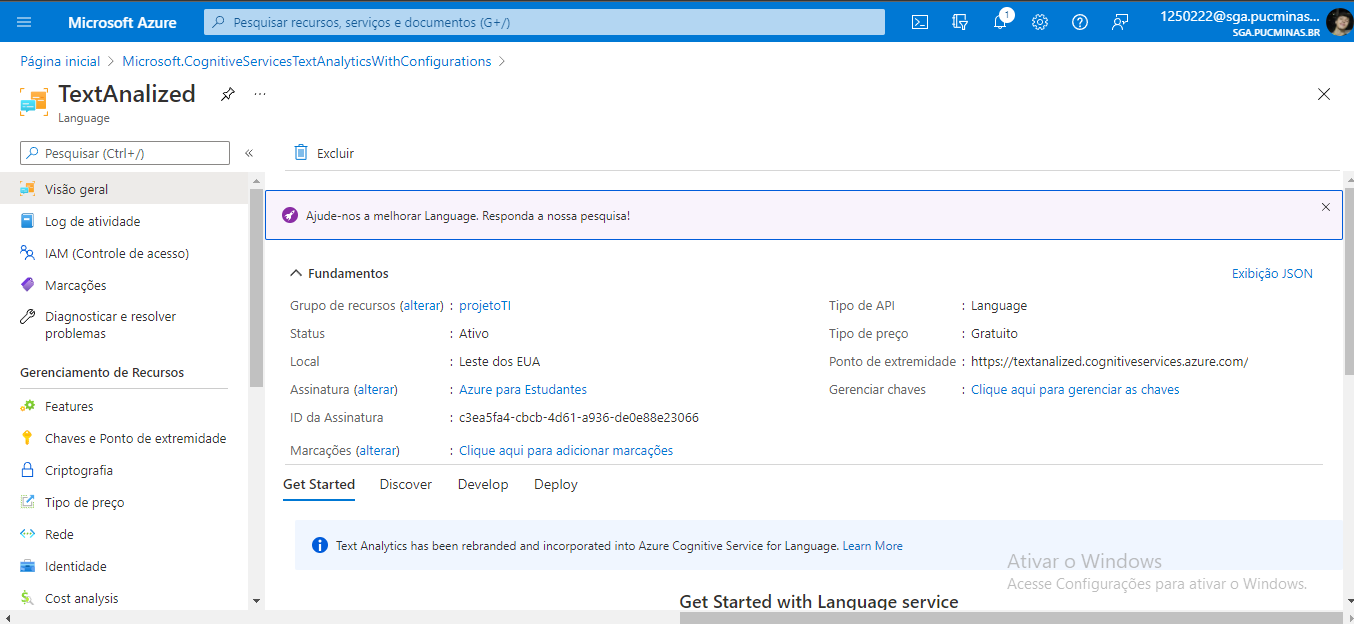 Microsoft Azure
Pesquisar recursos, serviços e documentos (G+/)
1
1250222@sga.pucminas...
SGA.PUCMINAS.BR
Página inicial > Microsoft.CognitiveServicesTextAnalyticsWithConfigurations >
TextAnalized
...
Language
Pesquisar (Ctrl+/)
«
Excluir
Visão geral
Log de atividade
IAM (Controle de acesso)
Marcações
Diagnosticar e resolver
problemas
Gerenciamento de Recursos
Features
Chaves e Ponto de extremidade
Criptografia
Tipo de preço
Rede
Identidade
Cost analysis
Ajude-nos a melhorar Language. Responda a nossa pesquisa!
Fundamentos
Exibição JSON
Grupo de recursos (alterar) : projetoTI
Status : Ativo
Local : Leste dos EUA
Assinatura (alterar) : Azure para Estudantes
ID da Assinatura : c3ea5fa4-cbcb-4d61-a936-de0e88e23066
Marcações (alterar) : Clique aqui para adicionar marcações
Tipo de API : Language
Tipo de preço : Gratuito
Ponto de extremidade : https://textanalized.cognitiveservices.azure.com/
Gerenciar chaves : Clique aqui para gerenciar as chaves
Get Started Discover Develop Deploy
Text Analytics has been rebranded and incorporated into Azure Cognitive Service for Language. Learn More
Ativar o Windows
Acesse Configurações para ativar o Windows.
Get Started with Language service